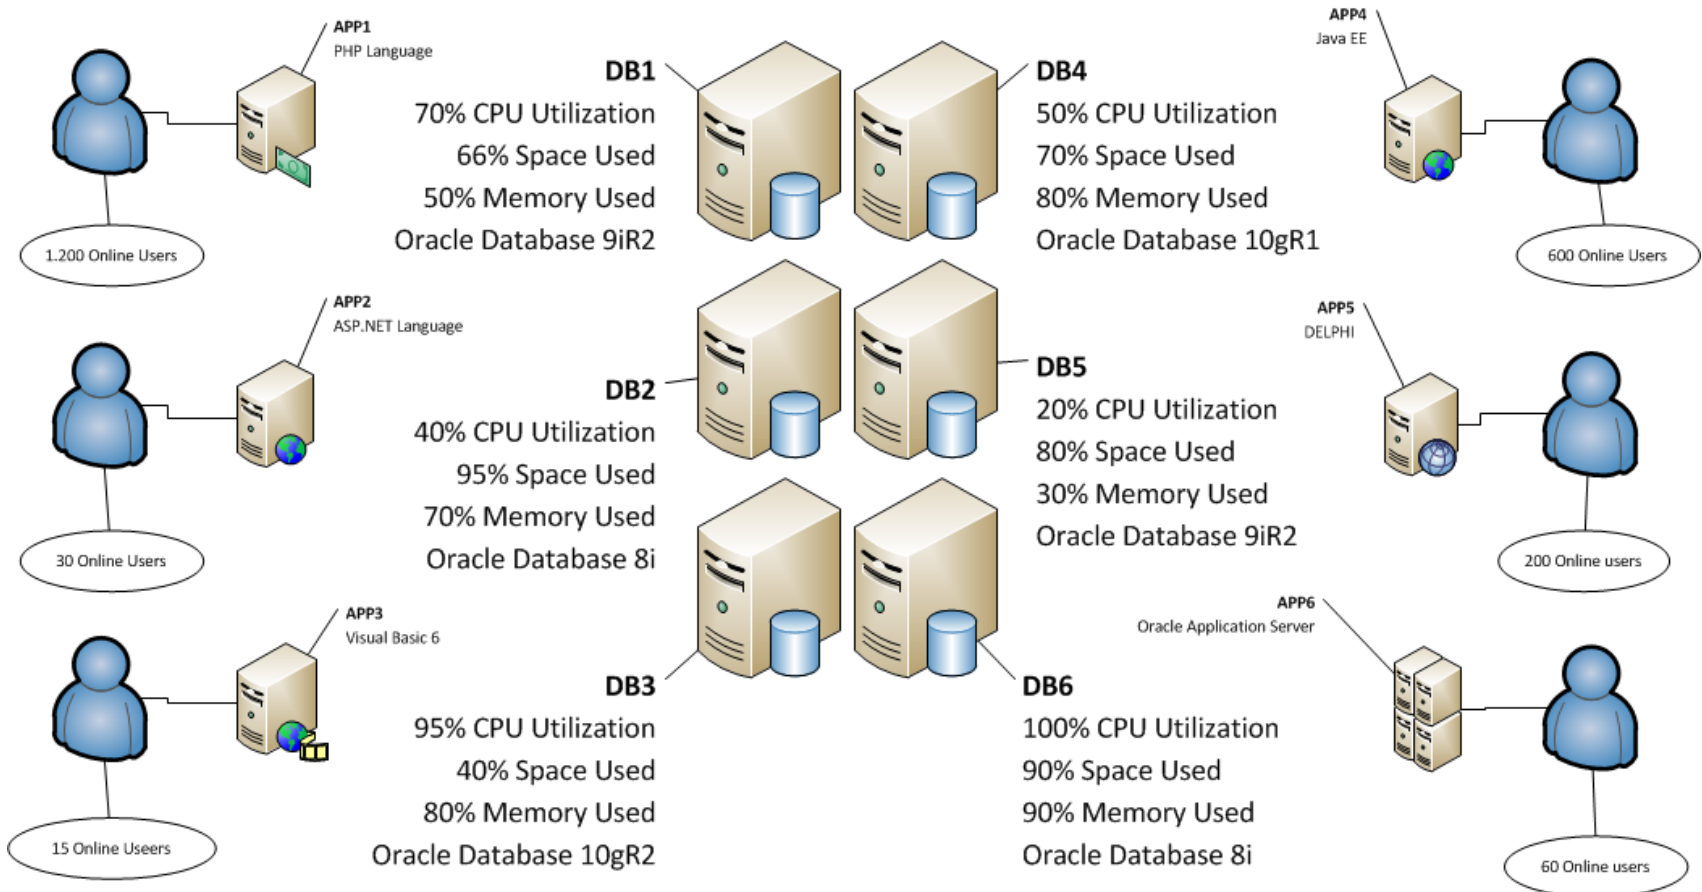 APP1
PHP Language
1.200 Online Users
DB1
70% CPU Utilization
66% Space Used
50% Memory Used
Oracle Database 9iR2
DB4
50% CPU Utilization
70% Space Used
80% Memory Used
Oracle Database 10gR1
APP4
Java EE
600 Online Users
APP2
ASP.NET Language
30 Online Users
DB2
40% CPU Utilization
95% Space Used
70% Memory Used
Oracle Database 8i
DB5
20% CPU Utilization
80% Space Used
30% Memory Used
Oracle Database 9iR2
APP5
DELPHI
200 Online users
APP3
Visual Basic 6
15 Online Useers
DB3
95% CPU Utilization
40% Space Used
80% Memory Used
Oracle Database 10gR2
DB6
100% CPU Utilization
90% Space Used
90% Memory Used
Oracle Database 8i
APP6
Oracle Application Server
60 Online users